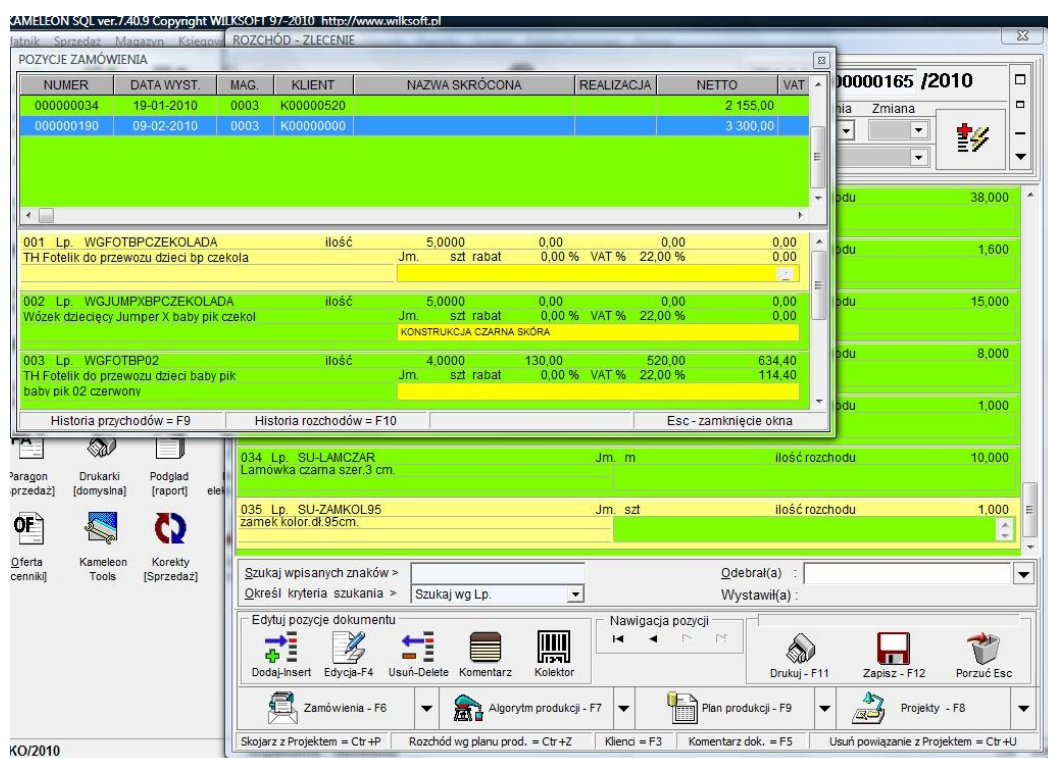 KAMELEON SQL ver.7.40.9 Copyright WILKSOFT 97-2010 http://www.wilksoft.pl
Sprzedaż Magazyn Księgow
ROZCHÓD - ZLECENIE
POZYCJE ZAMÓWIENIA
NUMER DATA WYST. MAG. KLIENT NAZWA SKRÓCONA REALIZACJA NETTO VAT
000000034 19-01-2010 0003 K00000520 2 155,00
000000190 09-02-2010 0003 K00000000 3 300,00
00000165 /2010
Zmiana
38,000
1,600
15,000
8,000
1,000
001 Lp. WGFOTBPCZEKOLADA ilość 5,0000 0,00 0,00 0,00
TH Fotelik do przewozu dzieci bp czekola Jm. szt rabat 0,00 % VAT % 22,00 % 0,00
002 Lp. WGJUMPXBPCZEKOLADA ilość 5,0000 0,00 0,00 0,00
Wózek dziecięcy Jumper X baby pik czekol Jm. szt rabat 0,00 % VAT % 22,00 % 0,00
KONSTRUKCJA CZARNA SKÓRA
003 Lp. WGFOTBP02 ilość 4,0000 130,00 520,00 634,40
TH Fotelik do przewozu dzieci baby pik Jm. szt rabat 0,00 % VAT % 22,00 % 114,40
baby pik 02 czerwony
Historia przychodów = F9 Historia rozchodów = F10 Esc - zamknięcie okna
034 Lp. SU-LAMCZAR Jm. m ilość rozchodu 10,000
Lamówka czarna szer.3 cm.
035 Lp. SU-ZAMKOL95 Jm. szt ilość rozchodu 1,000
zamek kolor.dł.95cm.
Paragon Drukarki Podgląd
[domyslna] [raport]
OF
Oferta Kameleon Korekty
Tools [Sprzedaż]
Szukaj wpisanych znaków > Odebrał(a) :
Określ kryteria szukania > Szukaj wg Lp. Wystawił(a) :
Edytuj pozycje dokumentu Nawigacja pozycji
Dodaj-Insert Edycja-F4 Usuń-Delete Komentarz Kolektor Drukuj - F11 Zapisz - F12 Porzuć Esc
Zamówienia - F6 Algorytm produkcji - F7 Plan produkcji - F9 Projekty - F8
Skojarz z Projektem = Ctr+P Rozchód wg planu prod. = Ctr+Z Klienci = F3 Komentarz dok. = F5 Usuń powiązanie z Projektem = Ctr+U
KO/2010